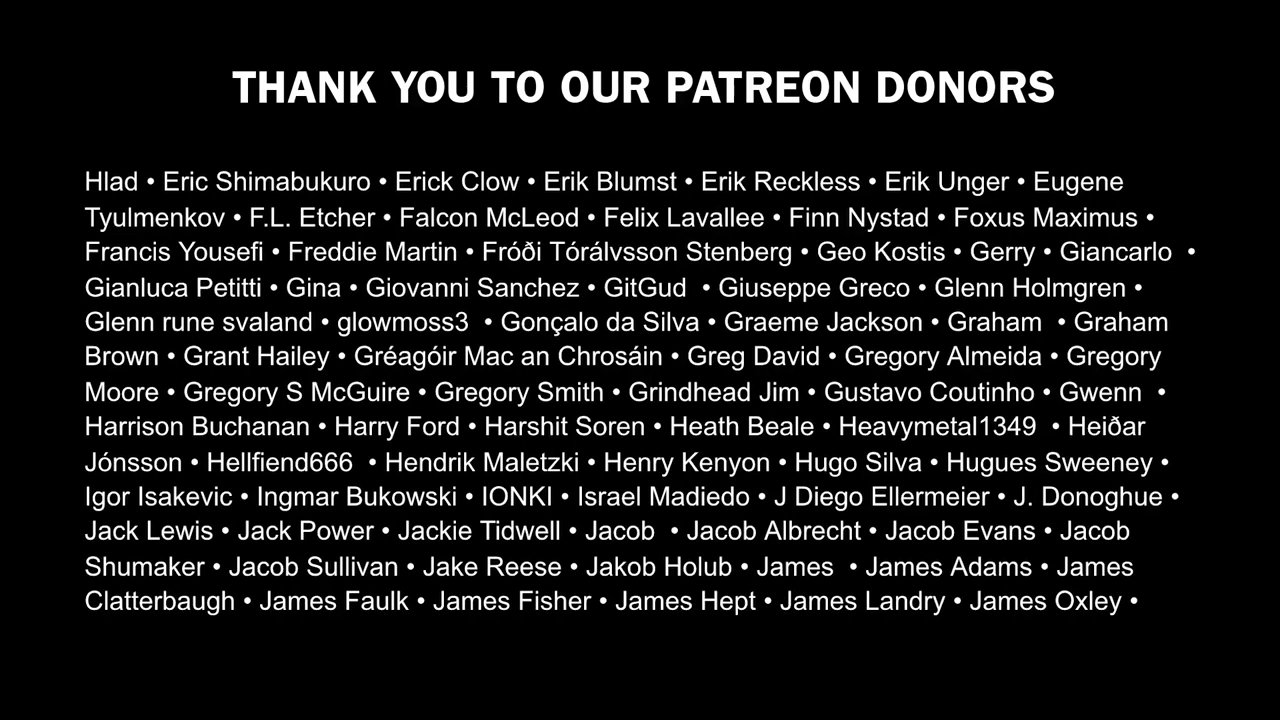 THANK YOU TO OUR PATREON DONORS
Hlad • Eric Shimabukuro • Erick Clow • Erik Blumst • Erik Reckless • Erik Unger • Eugene
Tyulmenkov • F.L. Etcher • Falcon McLeod • Felix Lavallee • Finn Nystad • Foxus Maximus •
Francis Yousefi • Freddie Martin • Fróði Tórálvsson Stenberg • Geo Kostis • Gerry • Giancarlo •
Gianluca Petitti • Gina • Giovanni Sanchez • GitGud • Giuseppe Greco • Glenn Holmgren •
Glenn rune svaland • glowmoss3 • Gonçalo da Silva • Graeme Jackson • Graham • Graham
Brown • Grant Hailey • Gréagóir Mac an Chrosáin • Greg David • Gregory Almeida • Gregory
Moore • Gregory S McGuire • Gregory Smith • Grindhead Jim • Gustavo Coutinho • Gwenn •
Harrison Buchanan • Harry Ford • Harshit Soren • Heath Beale • Heavymetal1349 • Heiðar
Jónsson • Hellfiend666 • Hendrik Maletzki • Henry Kenyon • Hugo Silva • Hugues Sweeney •
Igor Isakevic • Ingmar Bukowski • IONKI • Israel Madiedo • J Diego Ellermeier • J. Donoghue •
Jack Lewis • Jack Power • Jackie Tidwell • Jacob • Jacob Albrecht • Jacob Evans • Jacob
Shumaker • Jacob Sullivan • Jake Reese • Jakob Holub • James • James Adams • James
Clatterbaugh • James Faulk • James Fisher • James Hept • James Landry • James Oxley •